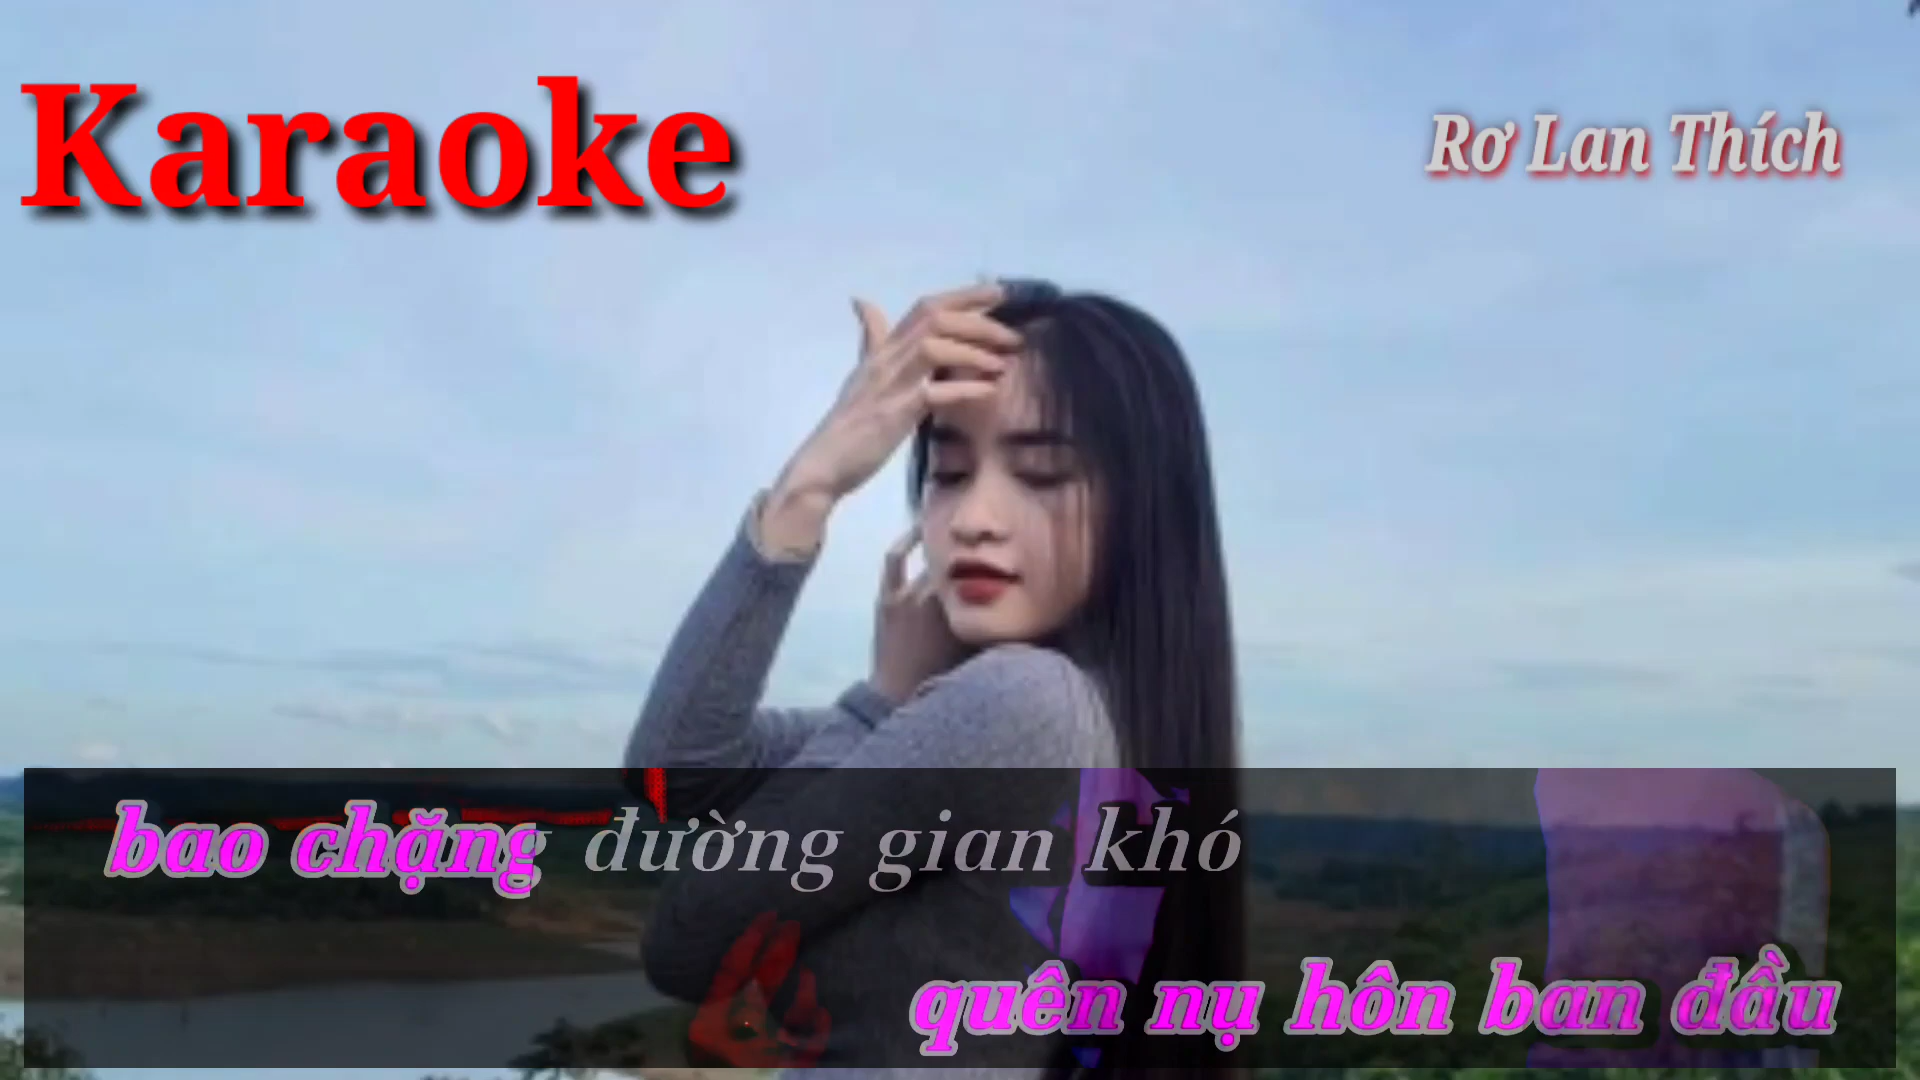 Karaoke
Rơ Lan Thích
bao chặng đường gian khó
quên nụ hôn ban đầu